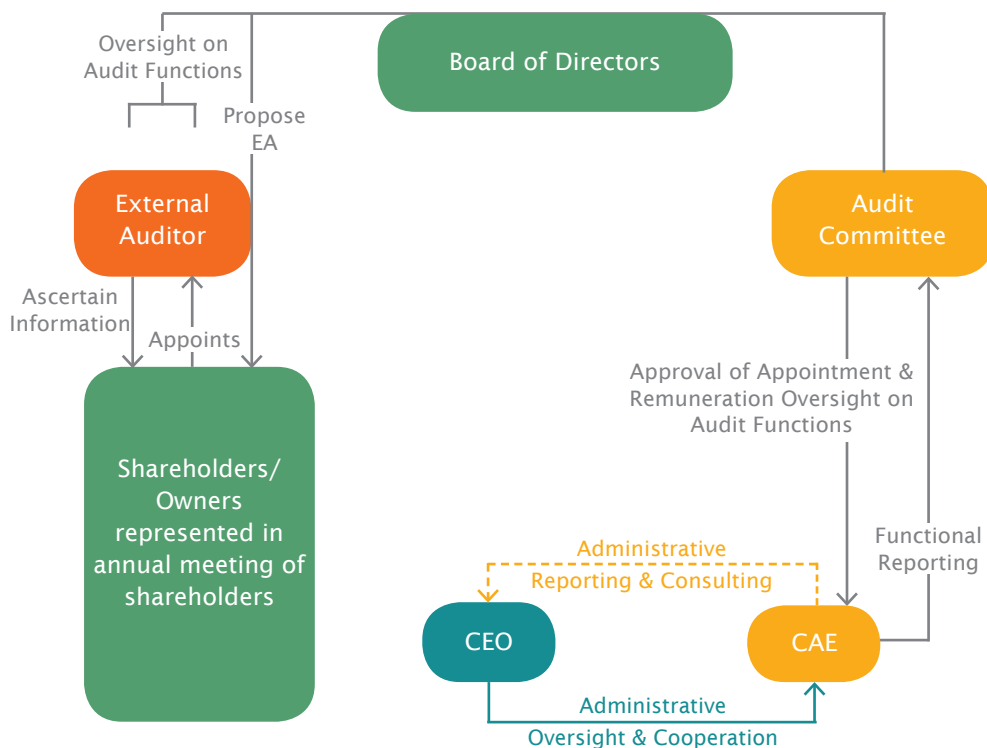 Oversight on
Audit Functions
Board of Directors
Propose
EA
External
Auditor
Audit
Committee
Ascertain
Information
Appoints
Approval of Appointment &
Remuneration Oversight on
Audit Functions
Shareholders/
Owners
represented in
annual meeting of
shareholders
Functional
Reporting
Administrative
Reporting & Consulting
CEO
CAE
Administrative
Oversight & Cooperation